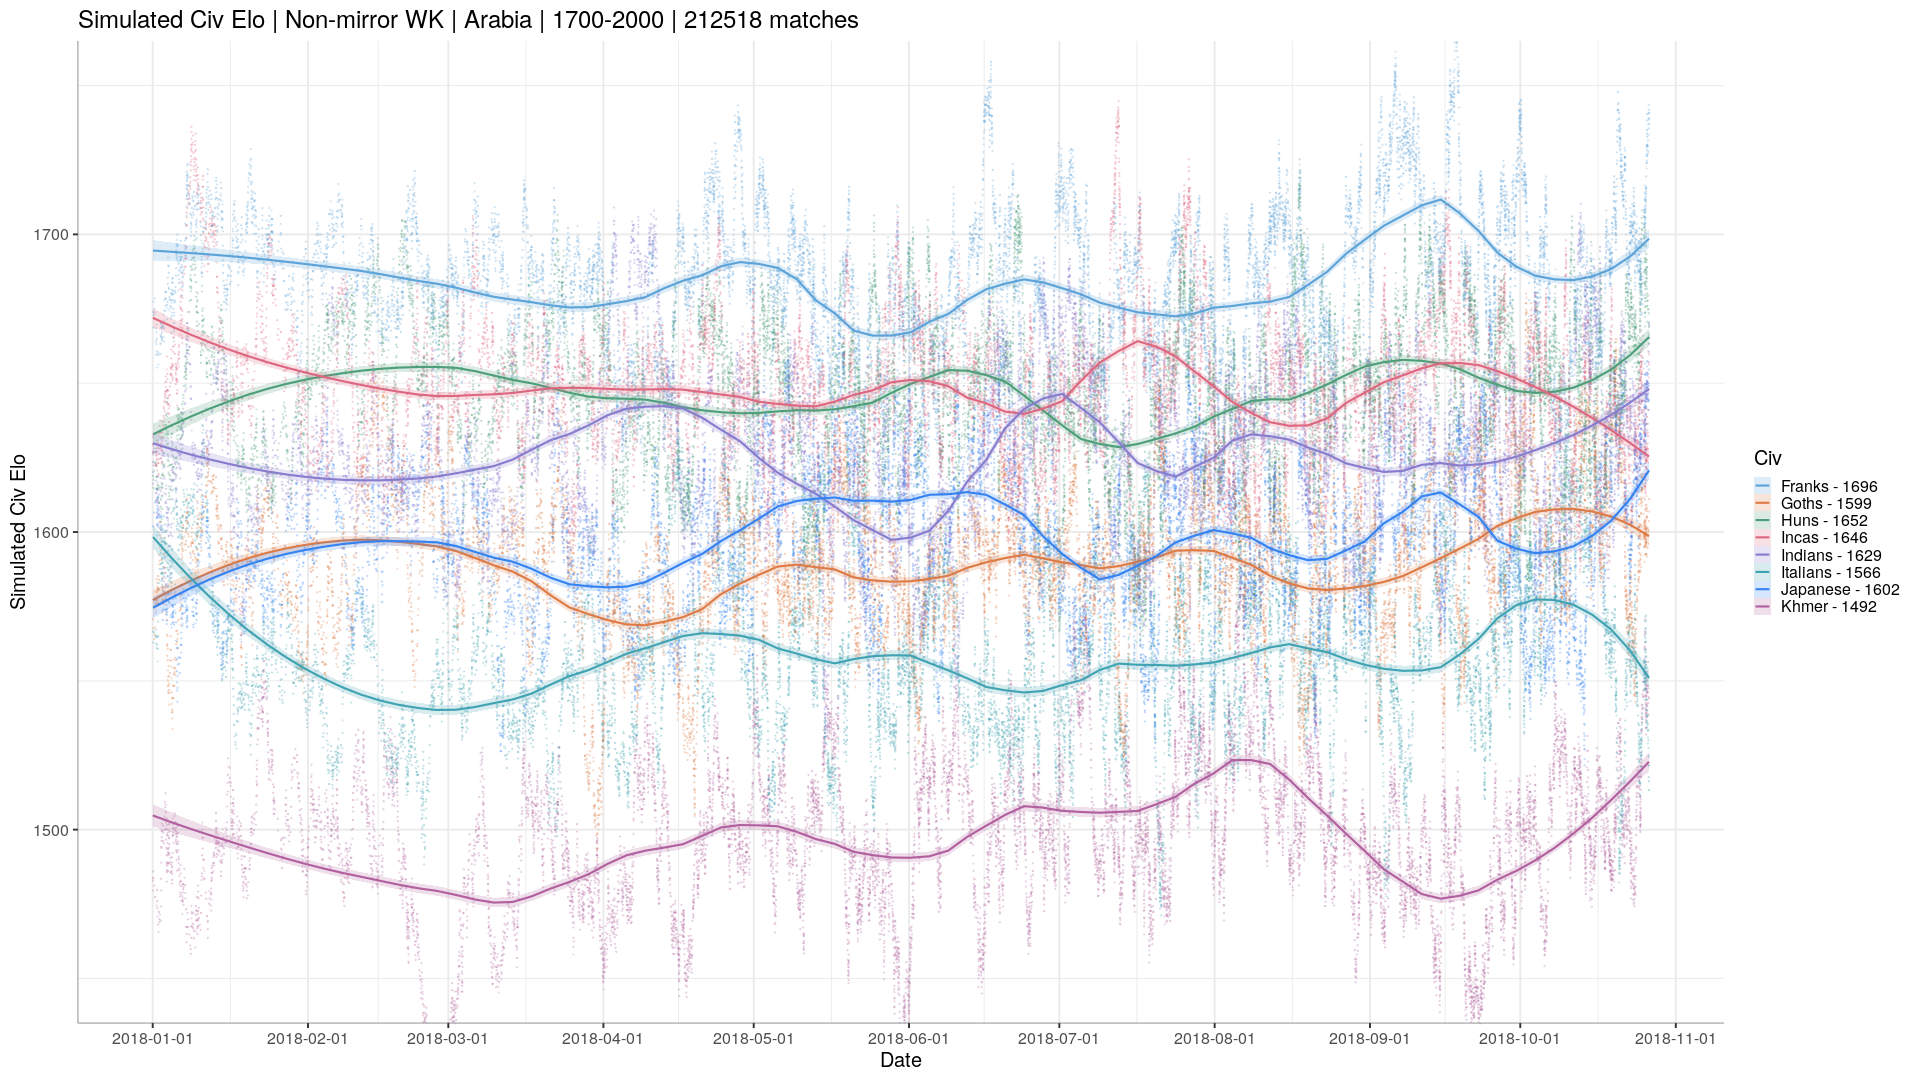 Simulated Civ Elo | Non-mirror WK | Arabia | 1700-2000 | 212518 matches
Simulated Civ Elo
1700
1600
1500
2018-01-01
2018-02-01
2018-03-01
2018-04-01
2018-05-01
2018-06-01
2018-07-01
2018-08-01
2018-09-01
2018-10-01
2018-11-01
Date
Civ
Franks - 1696
Goths - 1599
Huns - 1652
Incas - 1646
Indians - 1629
Italians - 1566
Japanese - 1602
Khmer - 1492